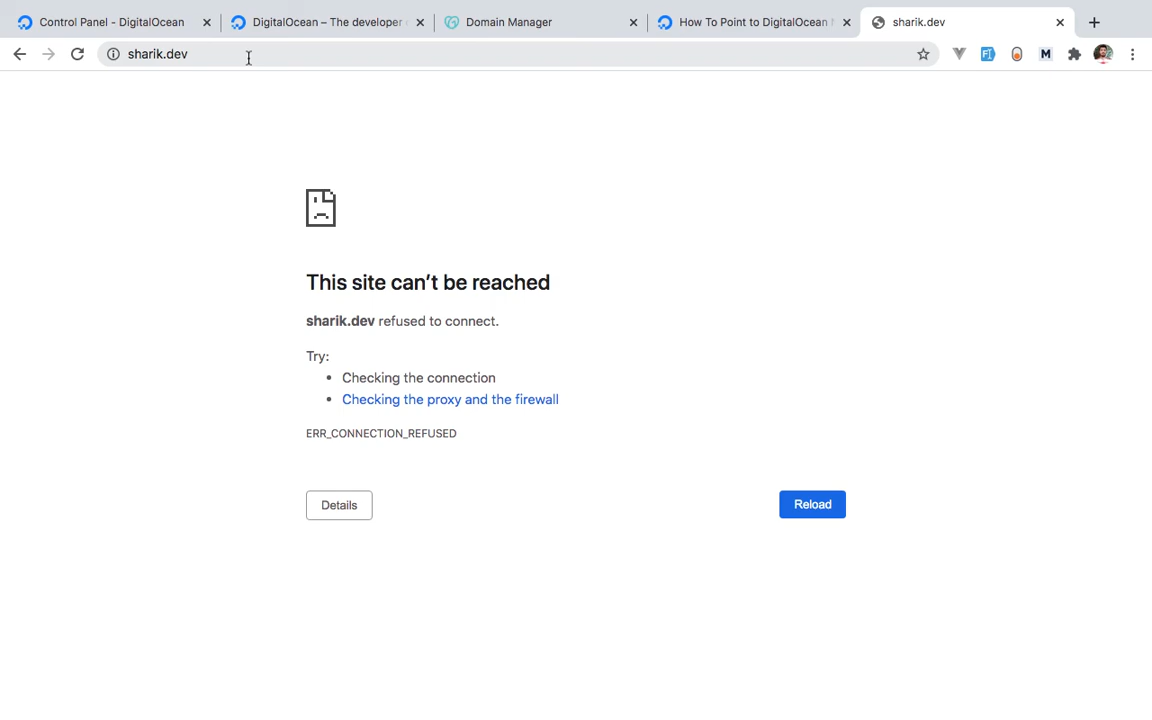 Control Panel - DigitalOcean
DigitalOcean – The developer
Domain Manager
How To Point to DigitalOcean
sharik.dev
sharik.dev
This site can’t be reached
sharik.dev refused to connect.
Try:
• Checking the connection
• Checking the proxy and the firewall
ERR_CONNECTION_REFUSED
Details
Reload